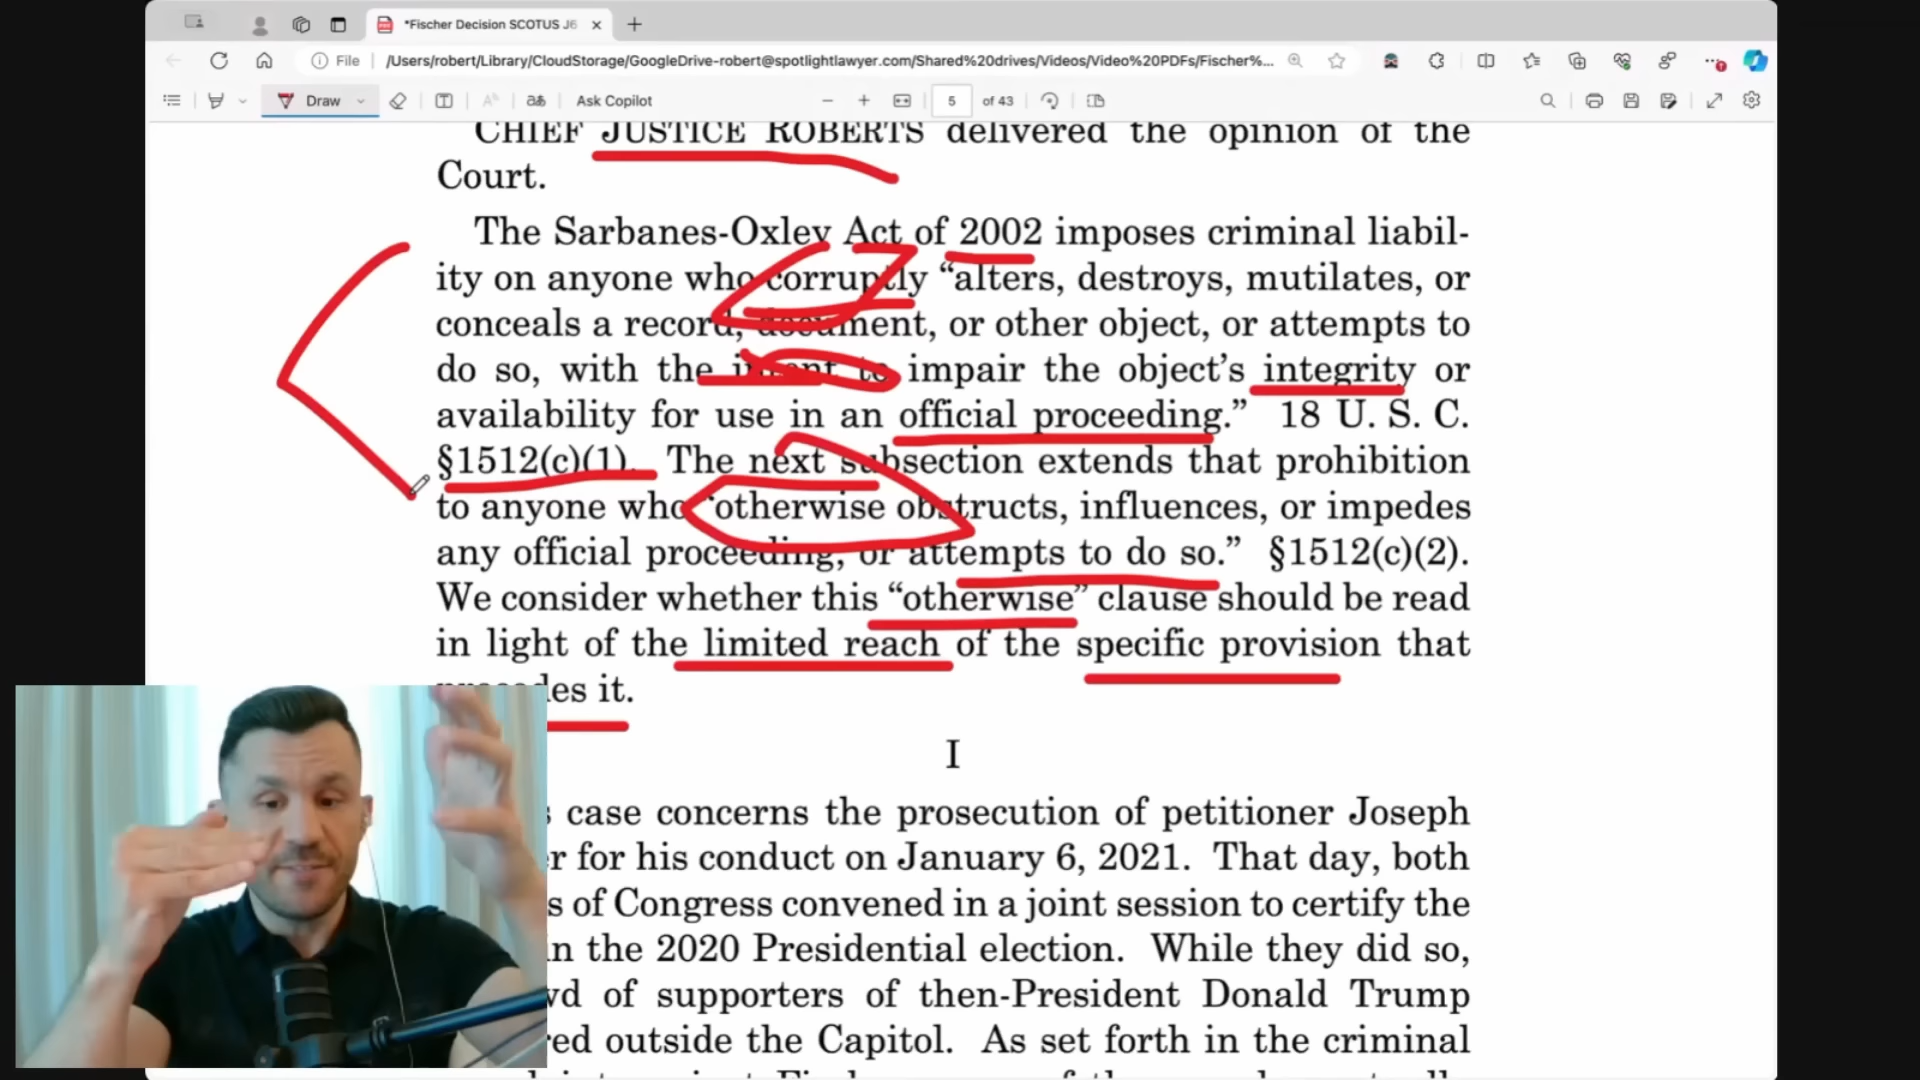 *Fischer Decision SCOTUS J6
File /Users/robert/Library/CloudStorage/GoogleDrive-robert@spotlightlawyer.com/Shared%20drives/Videos/Video%20PDFs/Fischer%...
Draw Ask Copilot 5 of 43
CHIEF JUSTICE ROBERTS delivered the opinion of the
Court.
The Sarbanes-Oxley Act of 2002 imposes criminal liabil-
ity on anyone who corruptly “alters, destroys, mutilates, or
conceals a record, document, or other object, or attempts to
do so, with the intent to impair the object’s integrity or
availability for use in an official proceeding.” 18 U. S. C.
§1512(c)(1). The next subsection extends that prohibition
to anyone who “otherwise obstructs, influences, or impedes
any official proceeding, or attempts to do so.” §1512(c)(2).
We consider whether this “otherwise” clause should be read
in light of the limited reach of the specific provision that
it.
I
case concerns the prosecution of petitioner Joseph
for his conduct on January 6, 2021. That day, both
of Congress convened in a joint session to certify the
in the 2020 Presidential election. While they did so,
of supporters of then-President Donald Trump
outside the Capitol. As set forth in the criminal